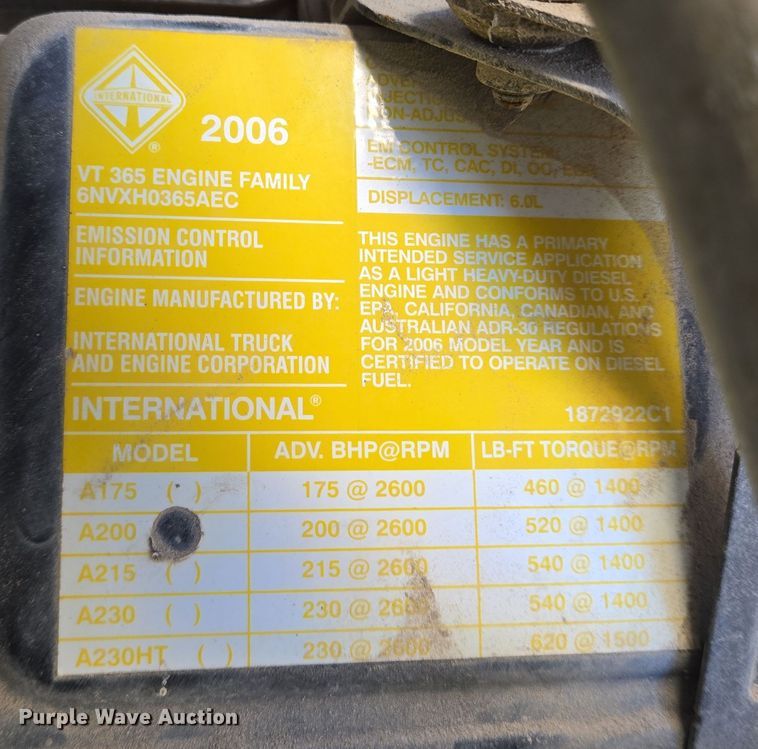 INTERNATIONAL
®
2006
VT 365 ENGINE FAMILY
6NVXH0365AEC
EMISSION CONTROL
INFORMATION
ENGINE MANUFACTURED BY:
INTERNATIONAL TRUCK
AND ENGINE CORPORATION
INTERNATIONAL®
NON-ADJUS
EM CONTROL SYSTEM
-ECM, TC, CAC, DI, OC,
DISPLACEMENT: 6.0L
THIS ENGINE HAS A PRIMARY
INTENDED SERVICE APPLICATION
AS A LIGHT HEAVY-DUTY DIESEL
ENGINE AND CONFORMS TO U.S.
EPA, CALIFORNIA, CANADIAN, AND
AUSTRALIAN ADR-30 REGULATIONS
FOR 2006 MODEL YEAR AND IS
CERTIFIED TO OPERATE ON DIESEL
FUEL.
1872922C1
MODEL ADV. BHP@RPM LB-FT TORQUE@RPM
A175 ( ) 175 @ 2600 460 @ 1400
A200 200 @ 2600 520 @ 1400
A215 ( ) 215 @ 2600 540 @ 1400
A230 ( ) 230 @ 2600 540 @ 1400
A230HT ( ) 230 @ 2600 620 @ 1500
Purple Wave Auction